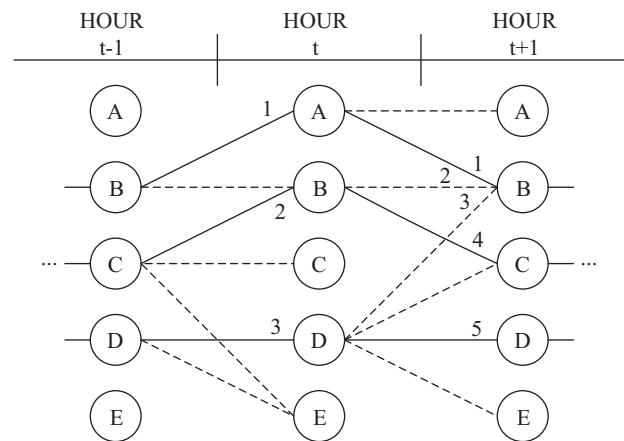 HOUR HOUR HOUR
t-1 t t+1
A 1 A A
1
B B 2 B
2 3
... C C 4 C ...
D 3 D 5 D
E E E